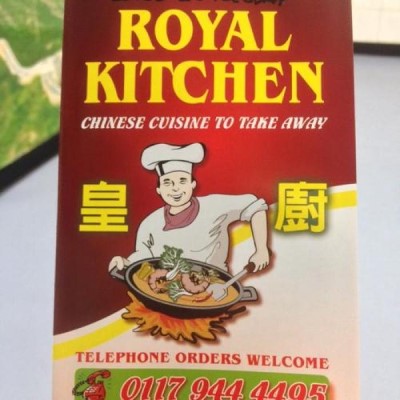 ROYAL
KITCHEN
CHINESE CUISINE TO TAKE AWAY
皇 廚
TELEPHONE ORDERS WELCOME
0117 944 4495